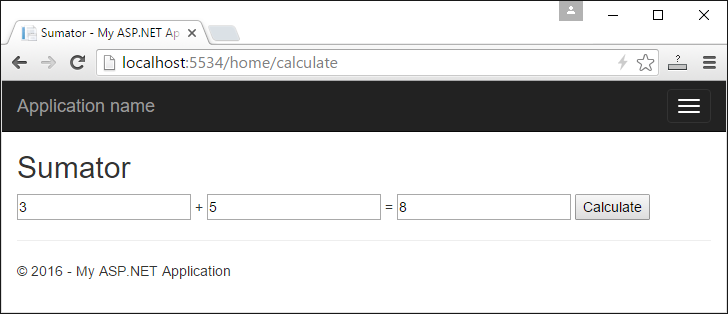 Sumator - My ASP.NET Ap
localhost:5534/home/calculate
Application name
Sumator
3 + 5 = 8 Calculate
© 2016 - My ASP.NET Application